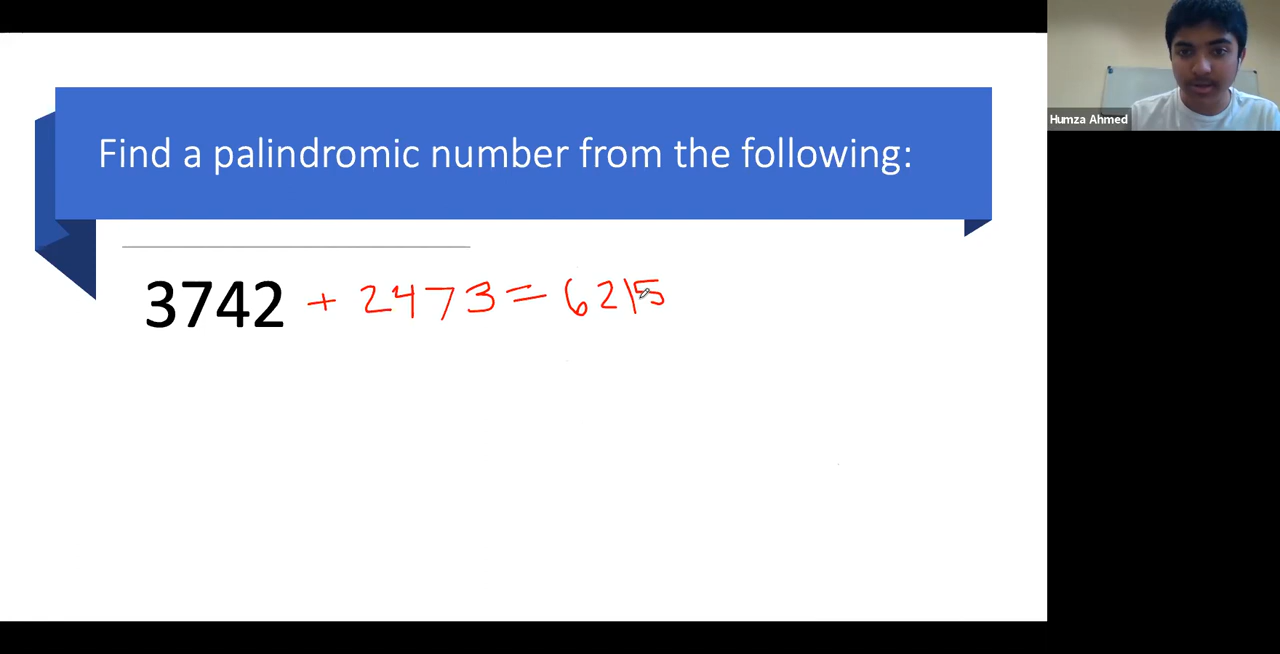 Find a palindromic number from the following:
3742 + 2473 = 6215
Humza Ahmed